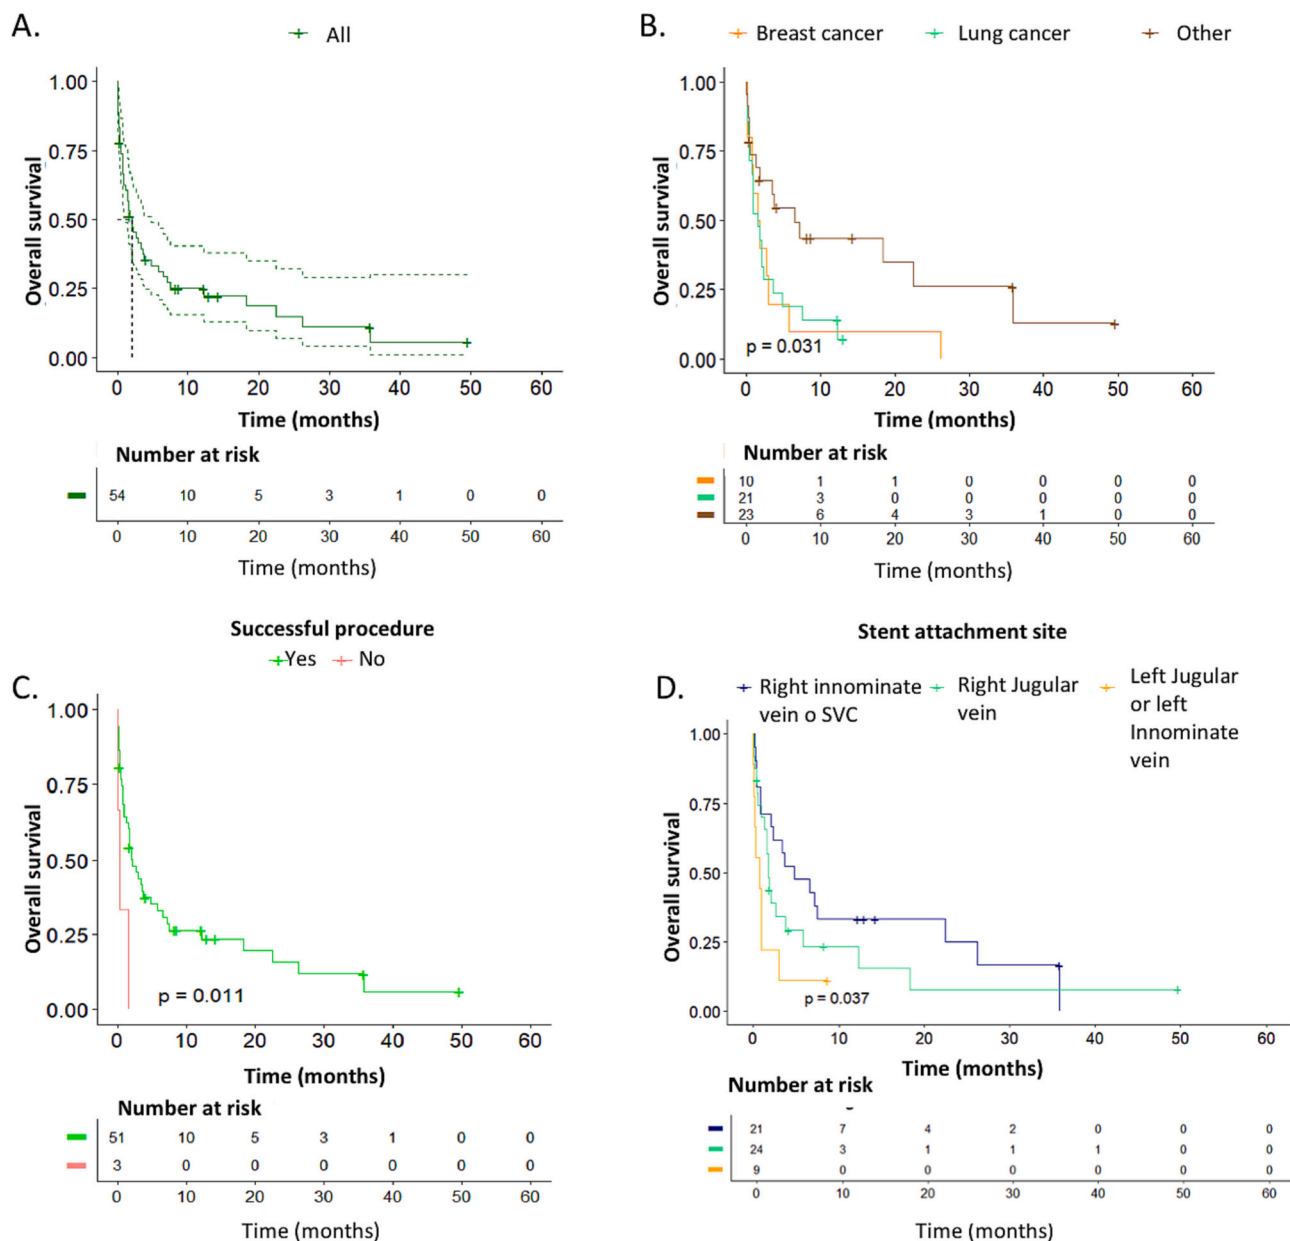 A.
All
1.00
0.75
0.50
0.25
0.00
Overall survival
0 10 20 30 40 50 60
Time (months)
Number at risk
54 10 5 3 1 0 0
0 10 20 30 40 50 60
Time (months)
B.
Breast cancer Lung cancer Other
1.00
0.75
0.50
0.25
0.00
Overall survival
p = 0.031
0 10 20 30 40 50 60
Time (months)
Number at risk
10 1 1 0 0 0 0
21 3 0 0 0 0 0
23 6 4 3 1 0 0
0 10 20 30 40 50 60
Time (months)
Successful procedure
Yes No
C.
1.00
0.75
0.50
0.25
0.00
Overall survival
p = 0.011
0 10 20 30 40 50 60
Time (months)
Number at risk
51 10 5 3 1 0 0
3 0 0 0 0 0 0
0 10 20 30 40 50 60
Time (months)
Stent attachment site
D.
Right innominate
vein o SVC
Right Jugular
vein
Left Jugular
or left
Innominate
vein
1.00
0.75
0.50
0.25
0.00
Overall survival
p = 0.037
0 10 20 30 40 50 60
Time (months)
Number at risk
21 7 4 2 0 0 0
24 3 1 1 1 0 0
9 0 0 0 0 0 0
0 10 20 30 40 50 60
Time (months)